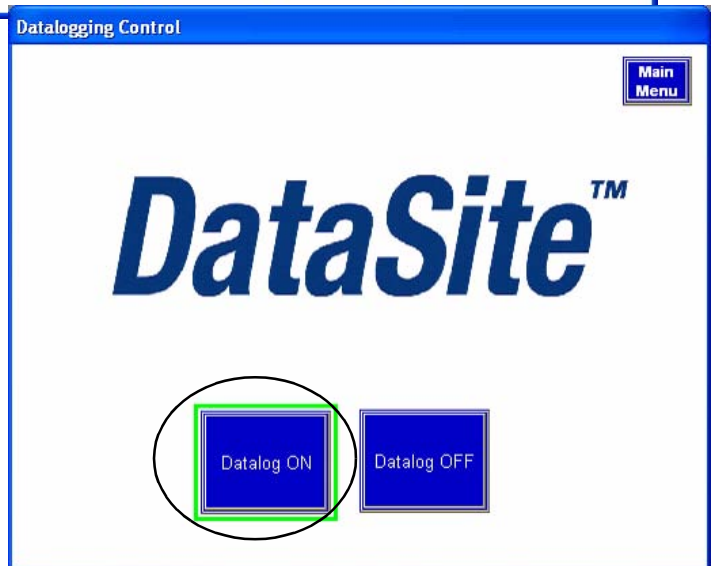 Datalogging Control
Main
Menu
DataSite™
Datalog ON
Datalog OFF